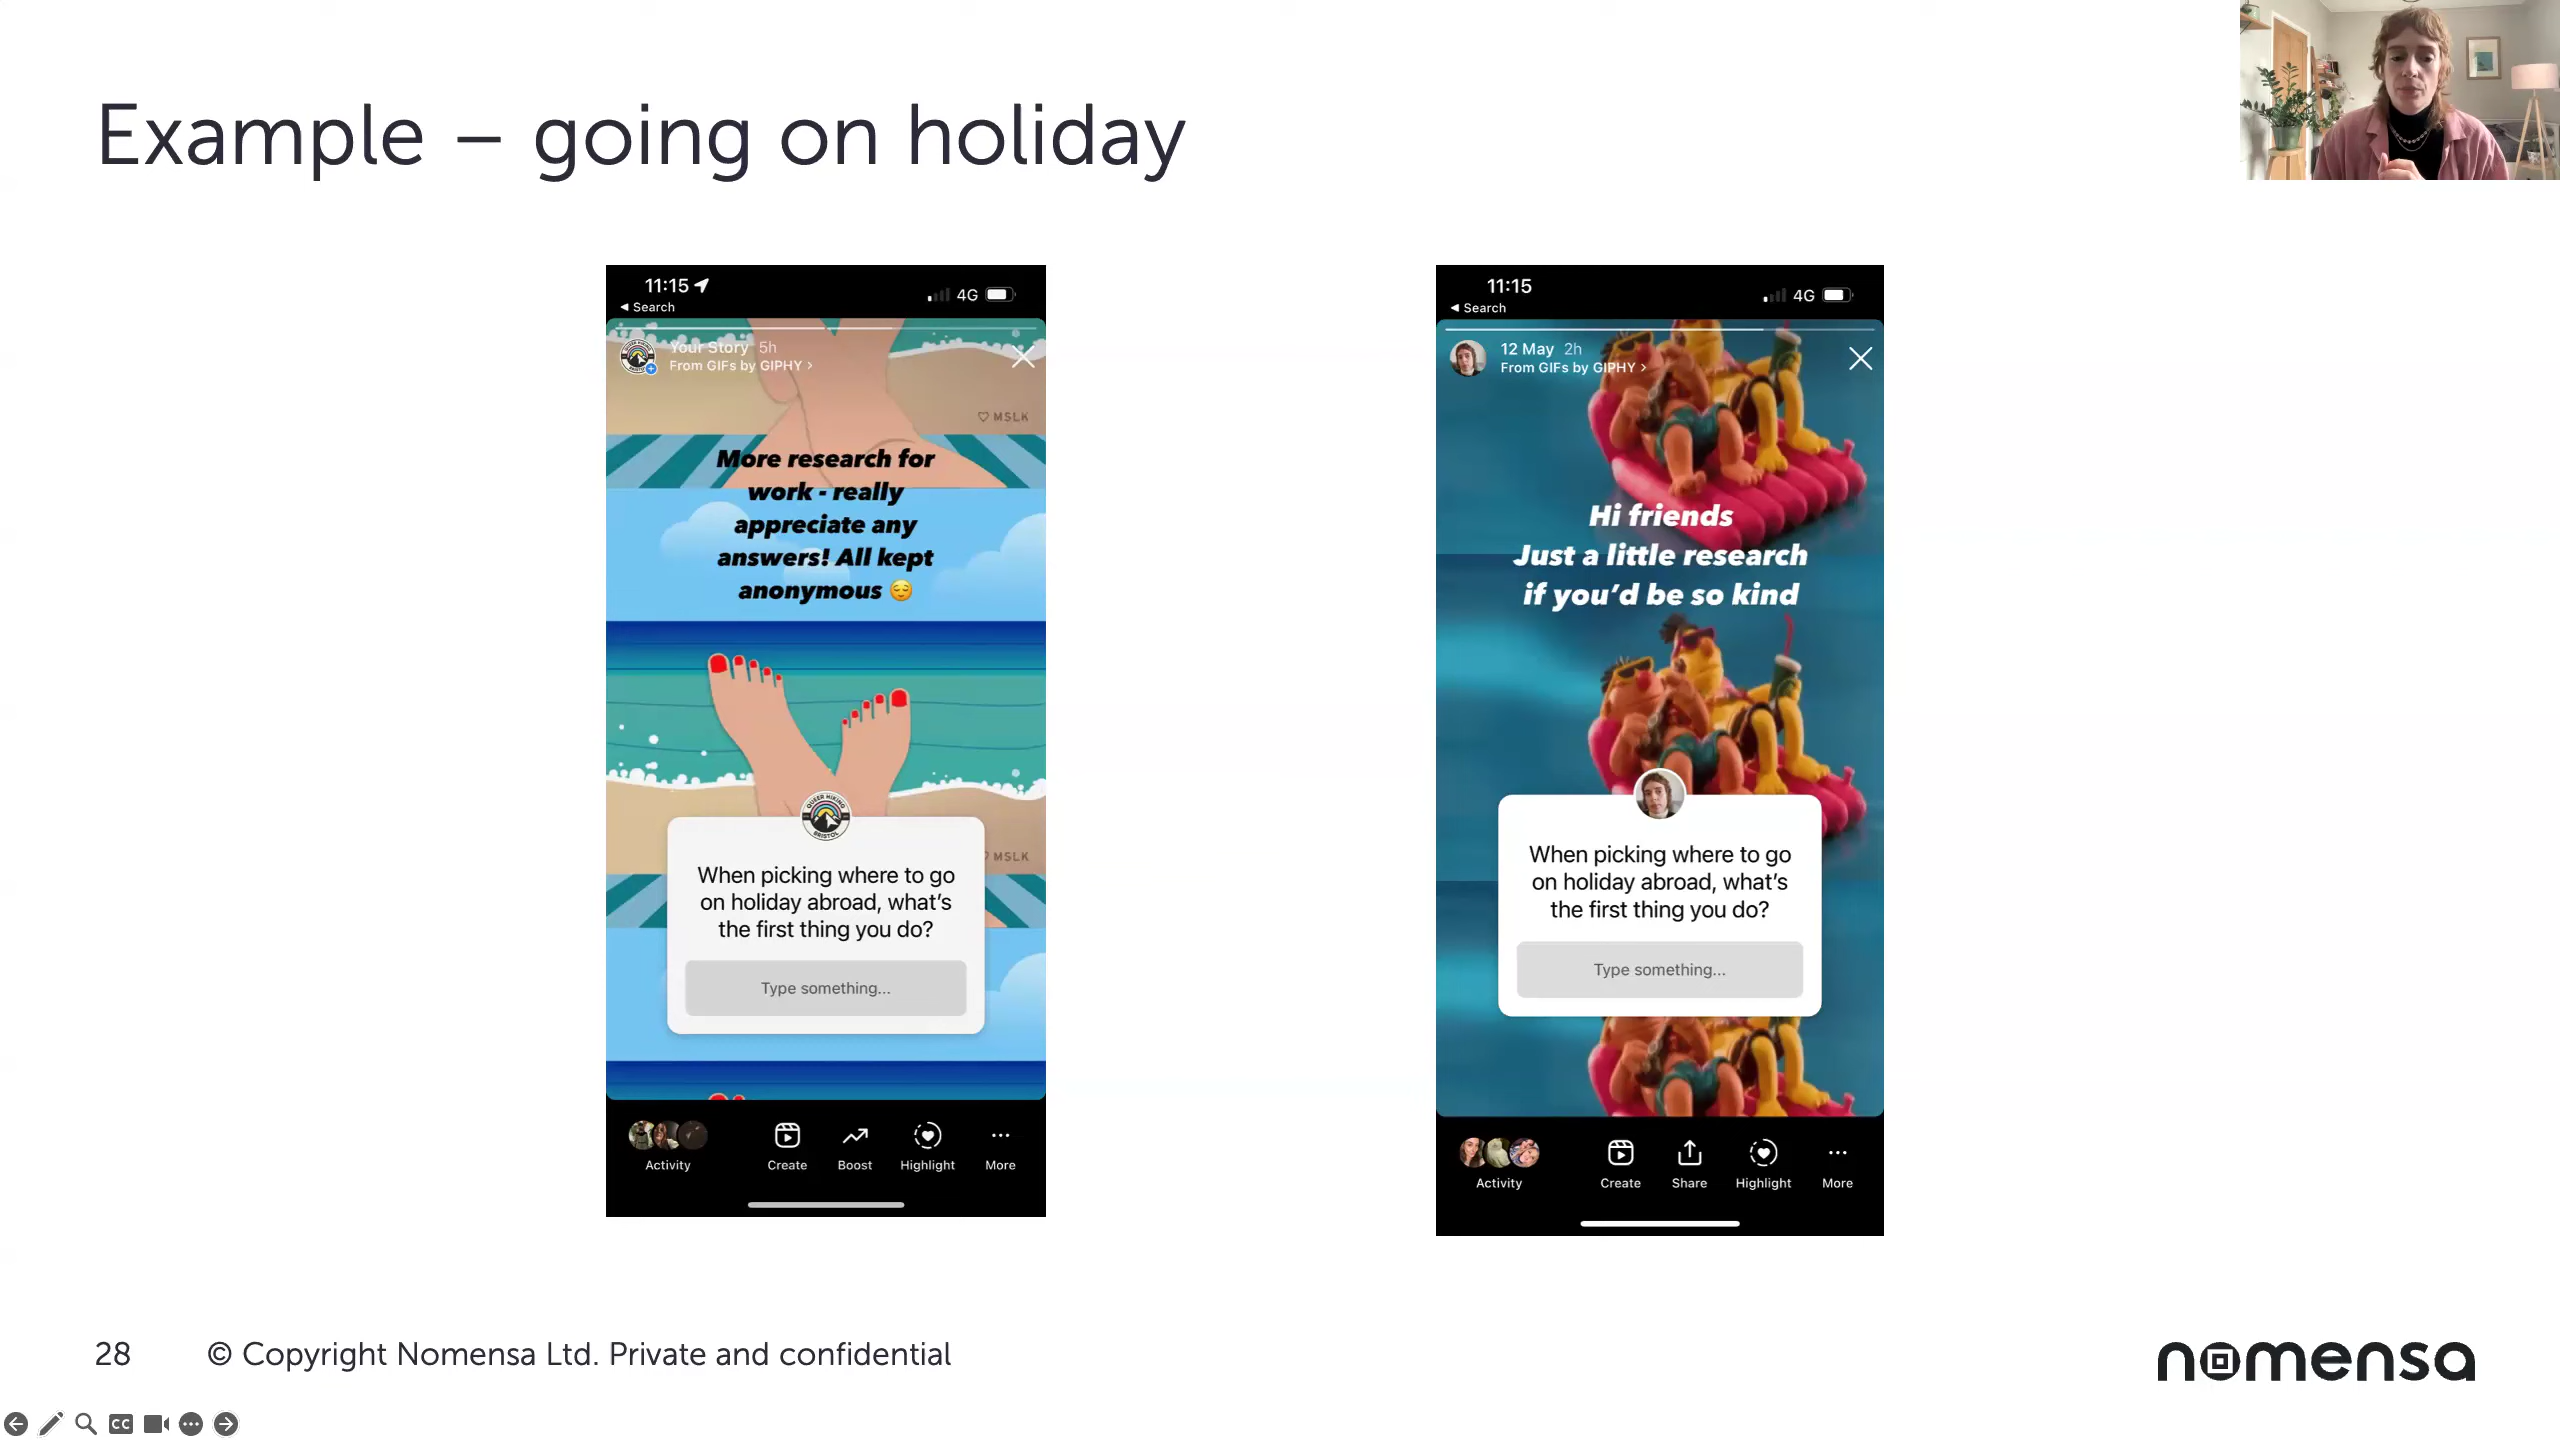 Example – going on holiday
11:15
4G
Search
Your Story 5h
From GIFs by GIPHY
MSLK
More research for
work - really
appreciate any
answers! All kept
anonymous 😌
QUEER HIKING
BRISTOL
MSLK
When picking where to go
on holiday abroad, what's
the first thing you do?
Type something...
Activity
Create
Boost
Highlight
More
11:15
4G
Search
12 May 2h
From GIFs by GIPHY
Hi friends
Just a little research
if you'd be so kind
When picking where to go
on holiday abroad, what's
the first thing you do?
Type something...
Activity
Create
Share
Highlight
More
28
© Copyright Nomensa Ltd. Private and confidential
nomensa
CC